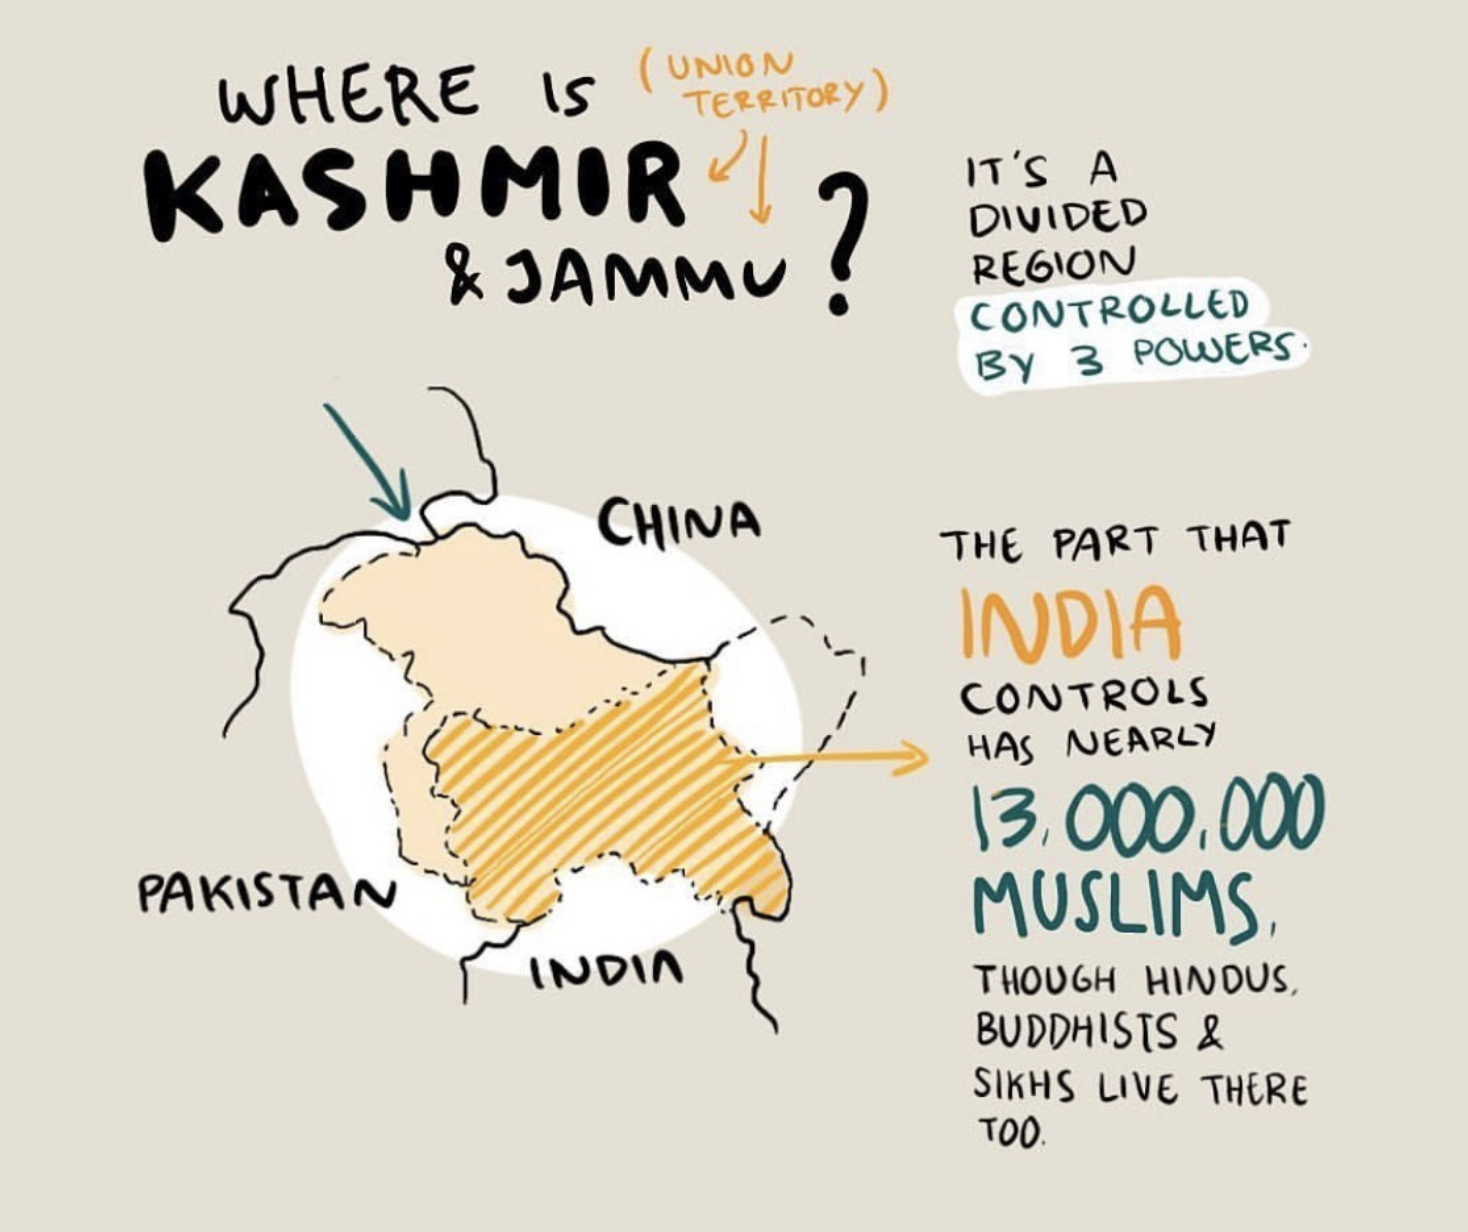 WHERE IS
(UNION
TERRITORY)
KASHMIR
& JAMMU?
IT'S A
DIVIDED
REGION
CONTROLLED
BY 3 POWERS.
CHINA
PAKISTAN
INDIA
THE PART THAT
INDIA
CONTROLS
HAS NEARLY
13,000,000
MUSLIMS,
THOUGH HINDUS,
BUDDHISTS &
SIKHS LIVE THERE
TOO.